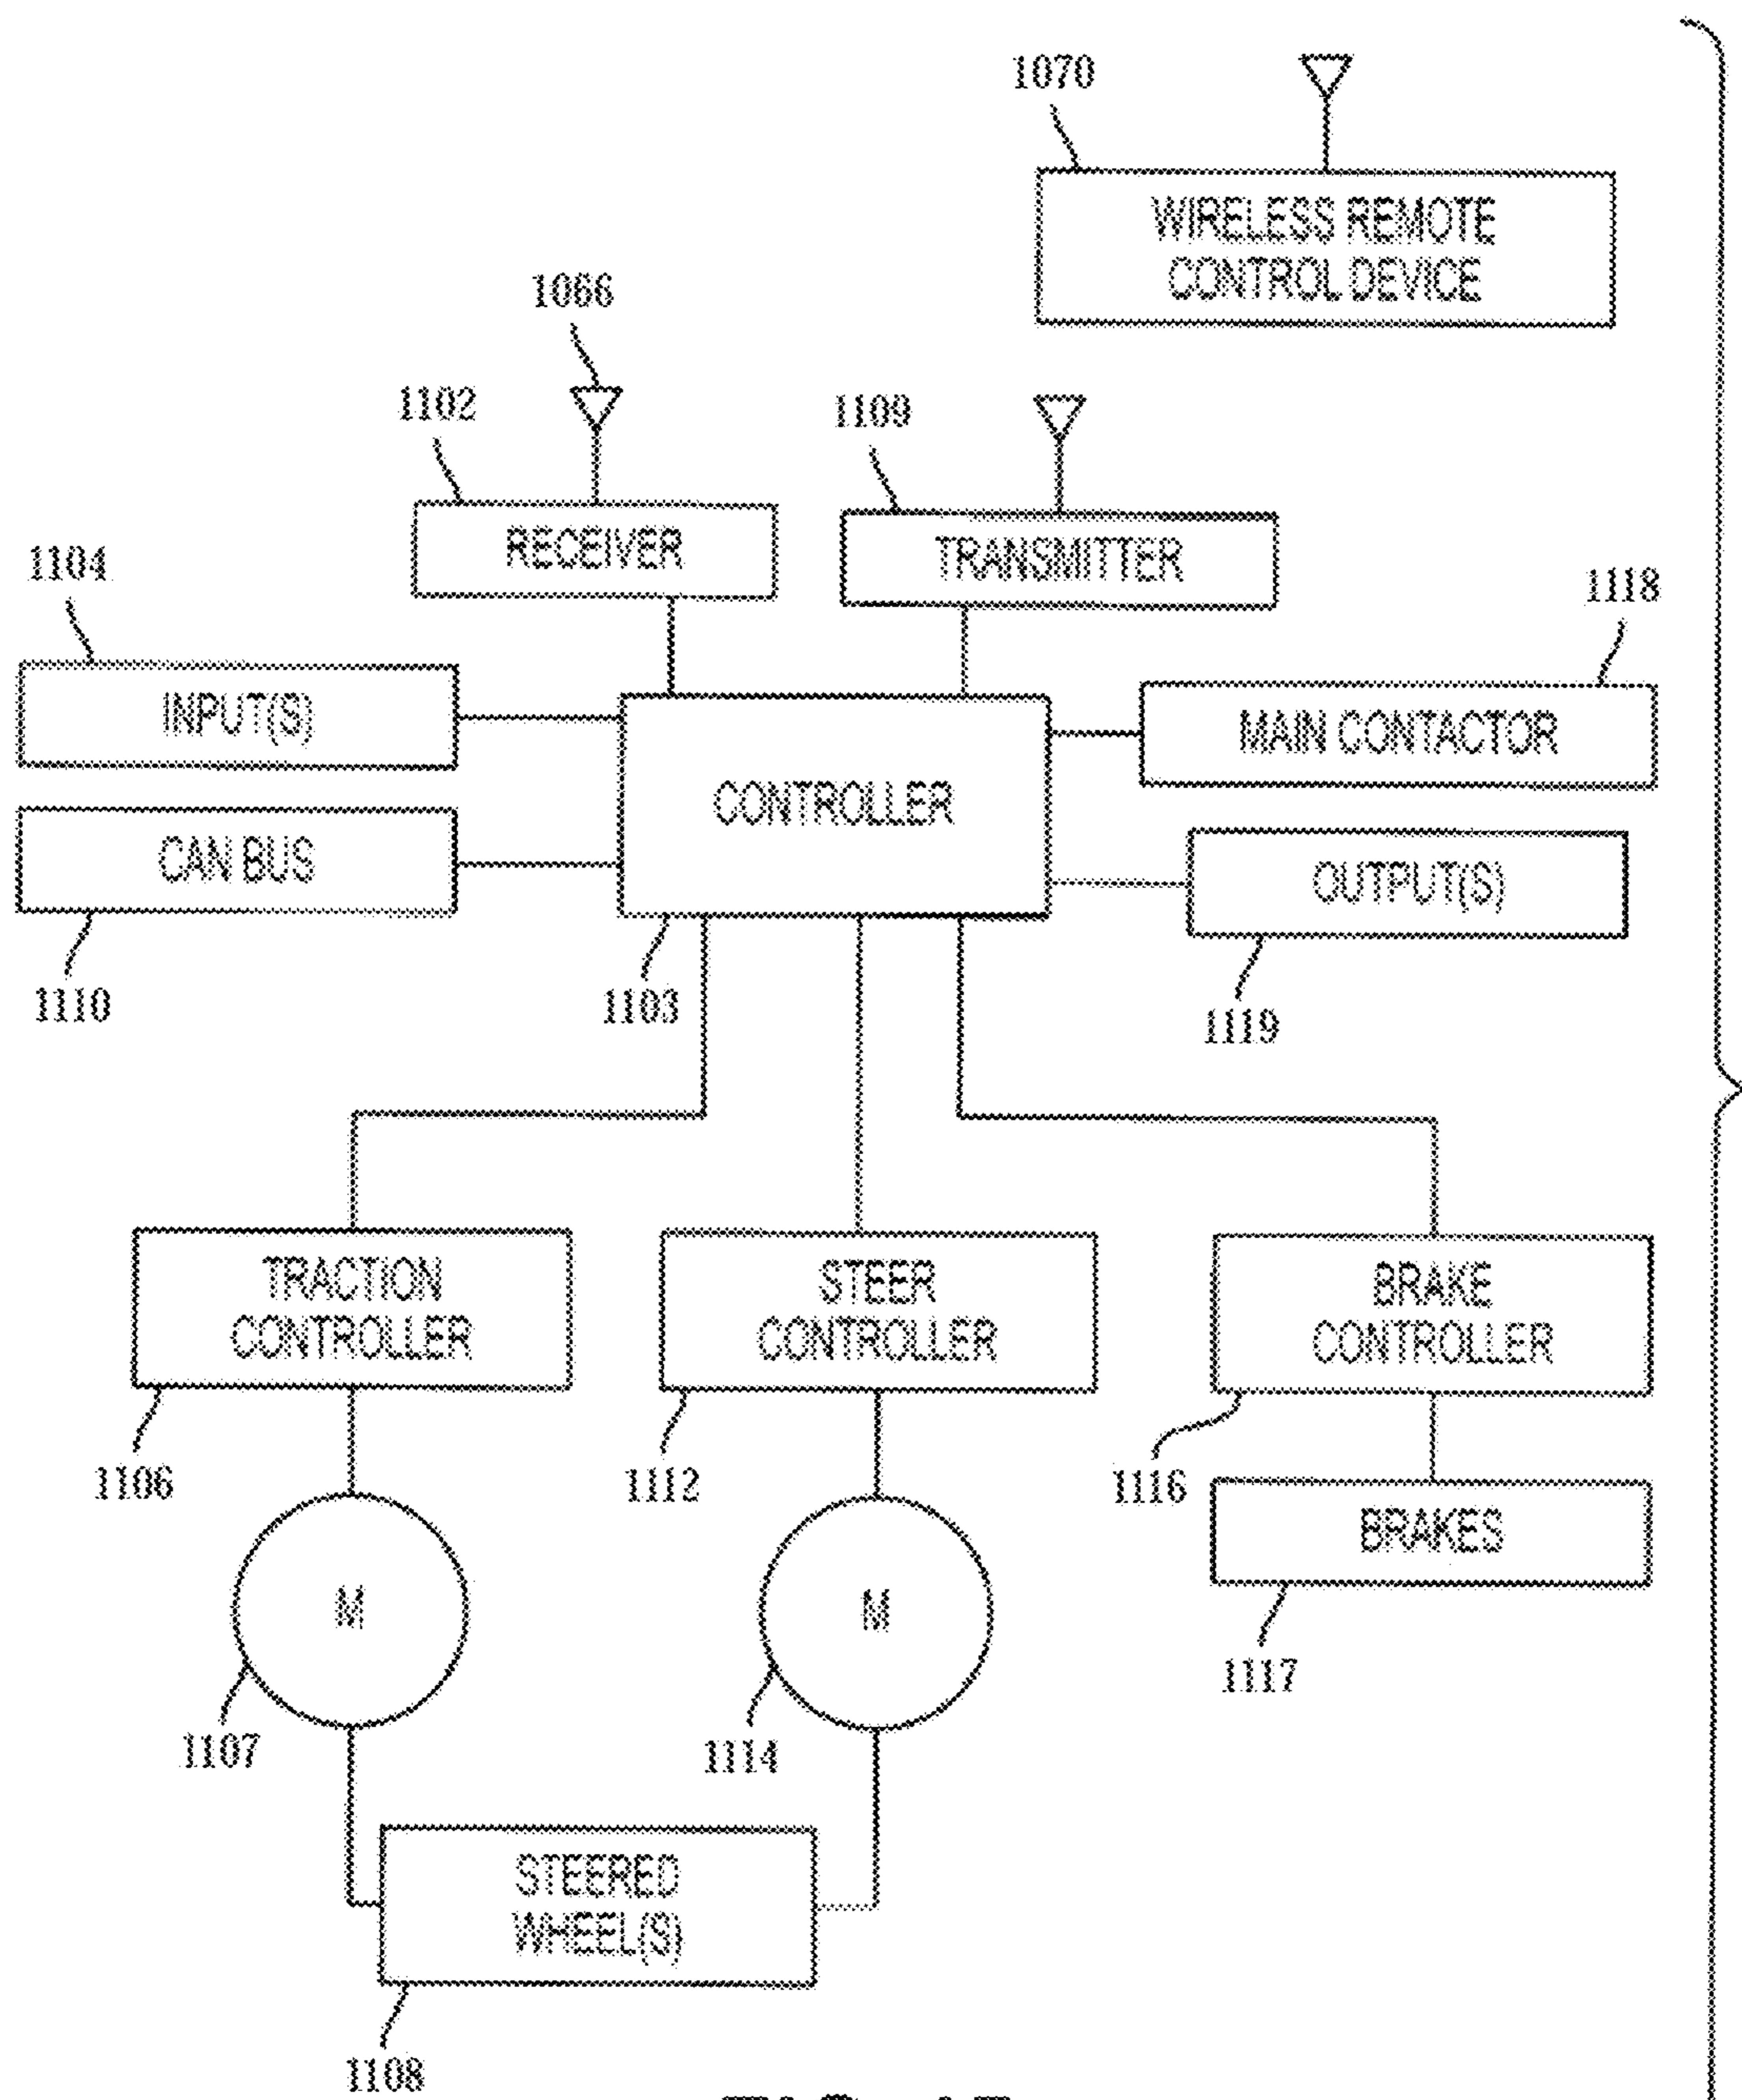 1070
WIRELESS REMOTE
CONTROL DEVICE
1066
1102
1109
RECEIVER
TRANSMITTER
1104
1118
INPUT(S)
MAIN CONTACTOR
CONTROLLER
CAN BUS
OUTPUT(S)
1110
1103
1119
TRACTION
CONTROLLER
STEER
CONTROLLER
BRAKE
CONTROLLER
1106
1112
1116
BRAKES
M
M
1117
1107
1114
STEERED
WHEEL(S)
1108